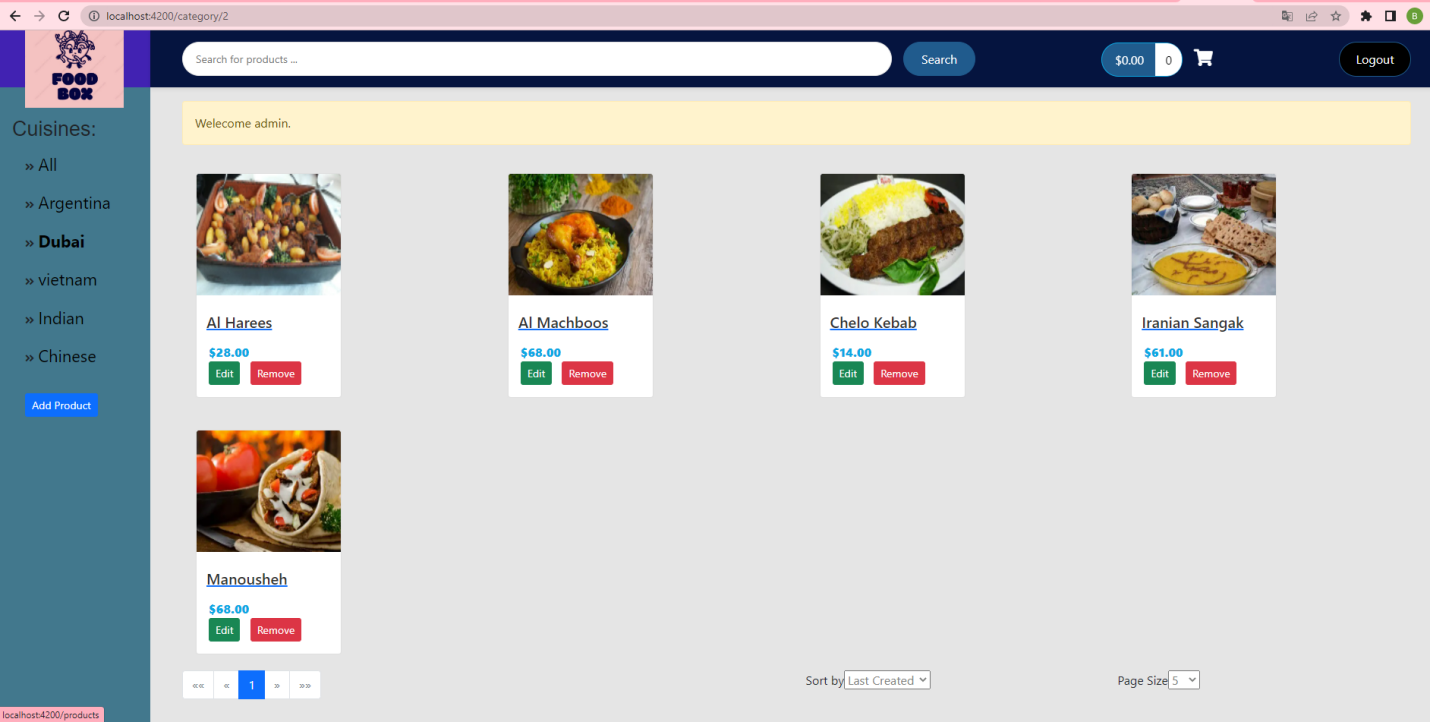 localhost:4200/category/2
B
FOOD
BOX
Search for products ...
Search
$0.00 0
Logout
Cuisines:
» All
» Argentina
» Dubai
» vietnam
» Indian
» Chinese
Add Product
Welcome admin.
Al Harees
$28.00
Edit Remove
Al Machboos
$68.00
Edit Remove
Chelo Kebab
$14.00
Edit Remove
Iranian Sangak
$61.00
Edit Remove
Manousheh
$68.00
Edit Remove
«« « 1 » »»
Sort by Last Created
Page Size 5
localhost:4200/products